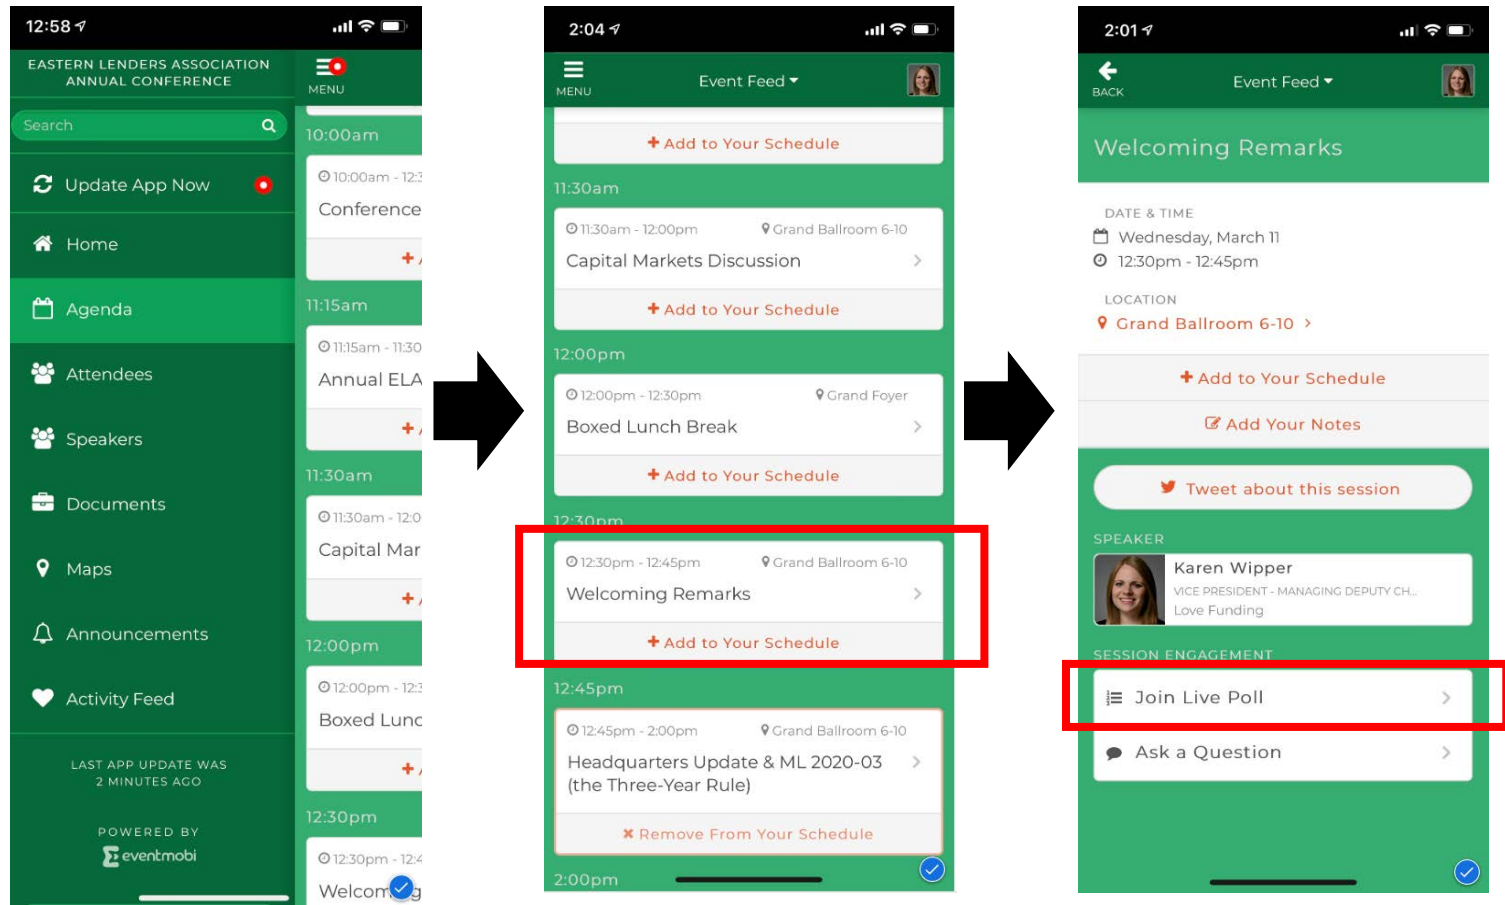 12:58
EASTERN LENDERS ASSOCIATION
ANNUAL CONFERENCE
Search
Update App Now
Home
Agenda
Attendees
Speakers
Documents
Maps
Announcements
Activity Feed
LAST APP UPDATE WAS
2 MINUTES AGO
POWERED BY
eventmobi
MENU
10:00am
10:00am - 12:3
Conference
11:15am
11:15am - 11:30
Annual ELA
11:30am
11:30am - 12:0
Capital Mar
12:00pm
12:00pm - 12:3
Boxed Lunc
12:30pm
12:30pm - 12:4
Welcoming
2:04
MENU
Event Feed
+ Add to Your Schedule
11:30am
11:30am - 12:00pm Grand Ballroom 6-10
Capital Markets Discussion
+ Add to Your Schedule
12:00pm
12:00pm - 12:30pm Grand Foyer
Boxed Lunch Break
+ Add to Your Schedule
12:30pm
12:30pm - 12:45pm Grand Ballroom 6-10
Welcoming Remarks
+ Add to Your Schedule
12:45pm
12:45pm - 2:00pm Grand Ballroom 6-10
Headquarters Update & ML 2020-03
(the Three-Year Rule)
× Remove From Your Schedule
2:00pm
2:01
BACK
Event Feed
Welcoming Remarks
DATE & TIME
Wednesday, March 11
12:30pm - 12:45pm
LOCATION
Grand Ballroom 6-10 >
+ Add to Your Schedule
Add Your Notes
Tweet about this session
SPEAKER
Karen Wipper
VICE PRESIDENT - MANAGING DEPUTY CH...
Love Funding
SESSION ENGAGEMENT
Join Live Poll
Ask a Question